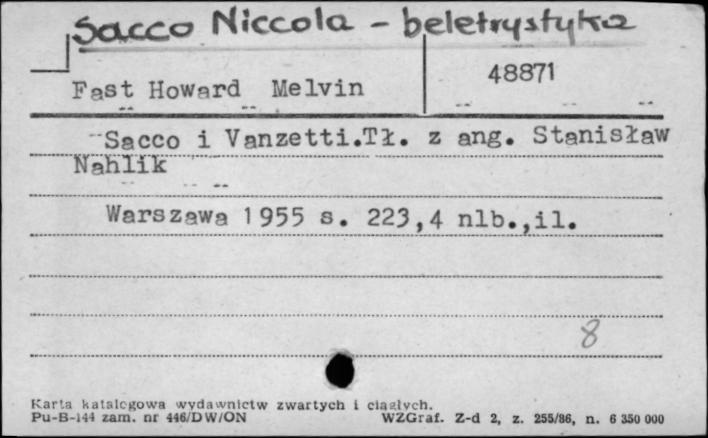 Sacco Niccola - beletrystyka
Fast Howard Melvin
48871
Sacco i Vanzetti.Tł. z ang. Stanisław
Nahlik
Warszawa 1955 s. 223,4 nlb.,il.
8
Karta katalogowa wydawnictw zwartych i ciągłych.
Pu-B-144 zam. nr 446/DW/ON
WZGraf. Z-d 2, z. 255/86, n. 6 350 000